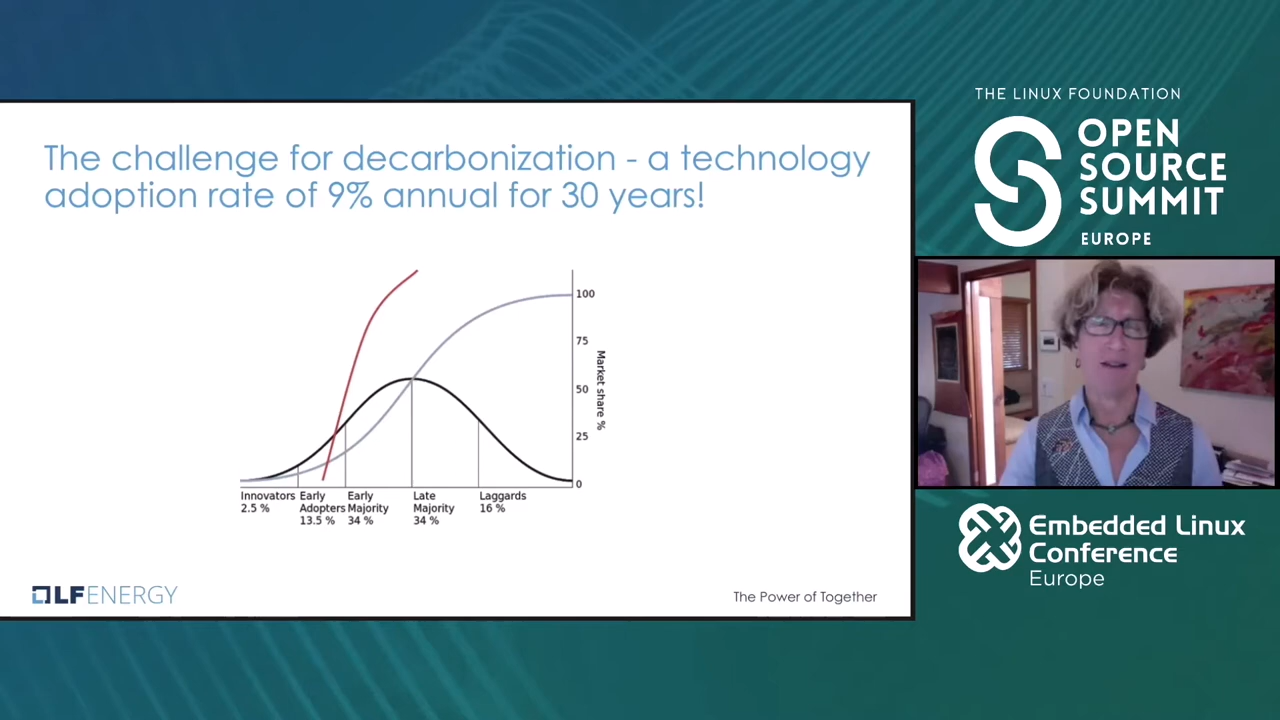 The challenge for decarbonization - a technology
adoption rate of 9% annual for 30 years!
100
75
50
25
0
Market share %
Innovators
2.5 %
Early
Adopters
13.5 %
Early
Majority
34 %
Late
Majority
34 %
Laggards
16 %
LFENERGY
The Power of Together
THE LINUX FOUNDATION
OPEN
SOURCE
SUMMIT
EUROPE
Embedded Linux
Conference
Europe